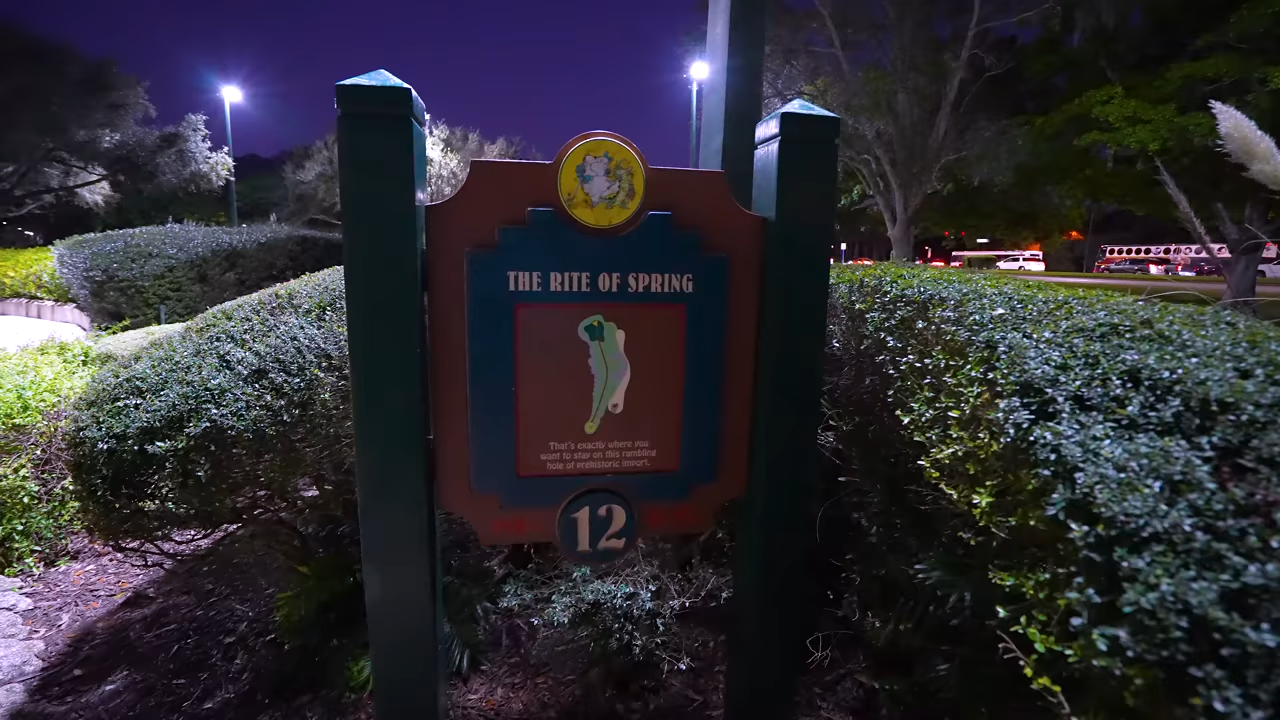 THE RITE OF SPRING
That's exactly where you
want to stay on this rambling
hole of prehistoric import.
12